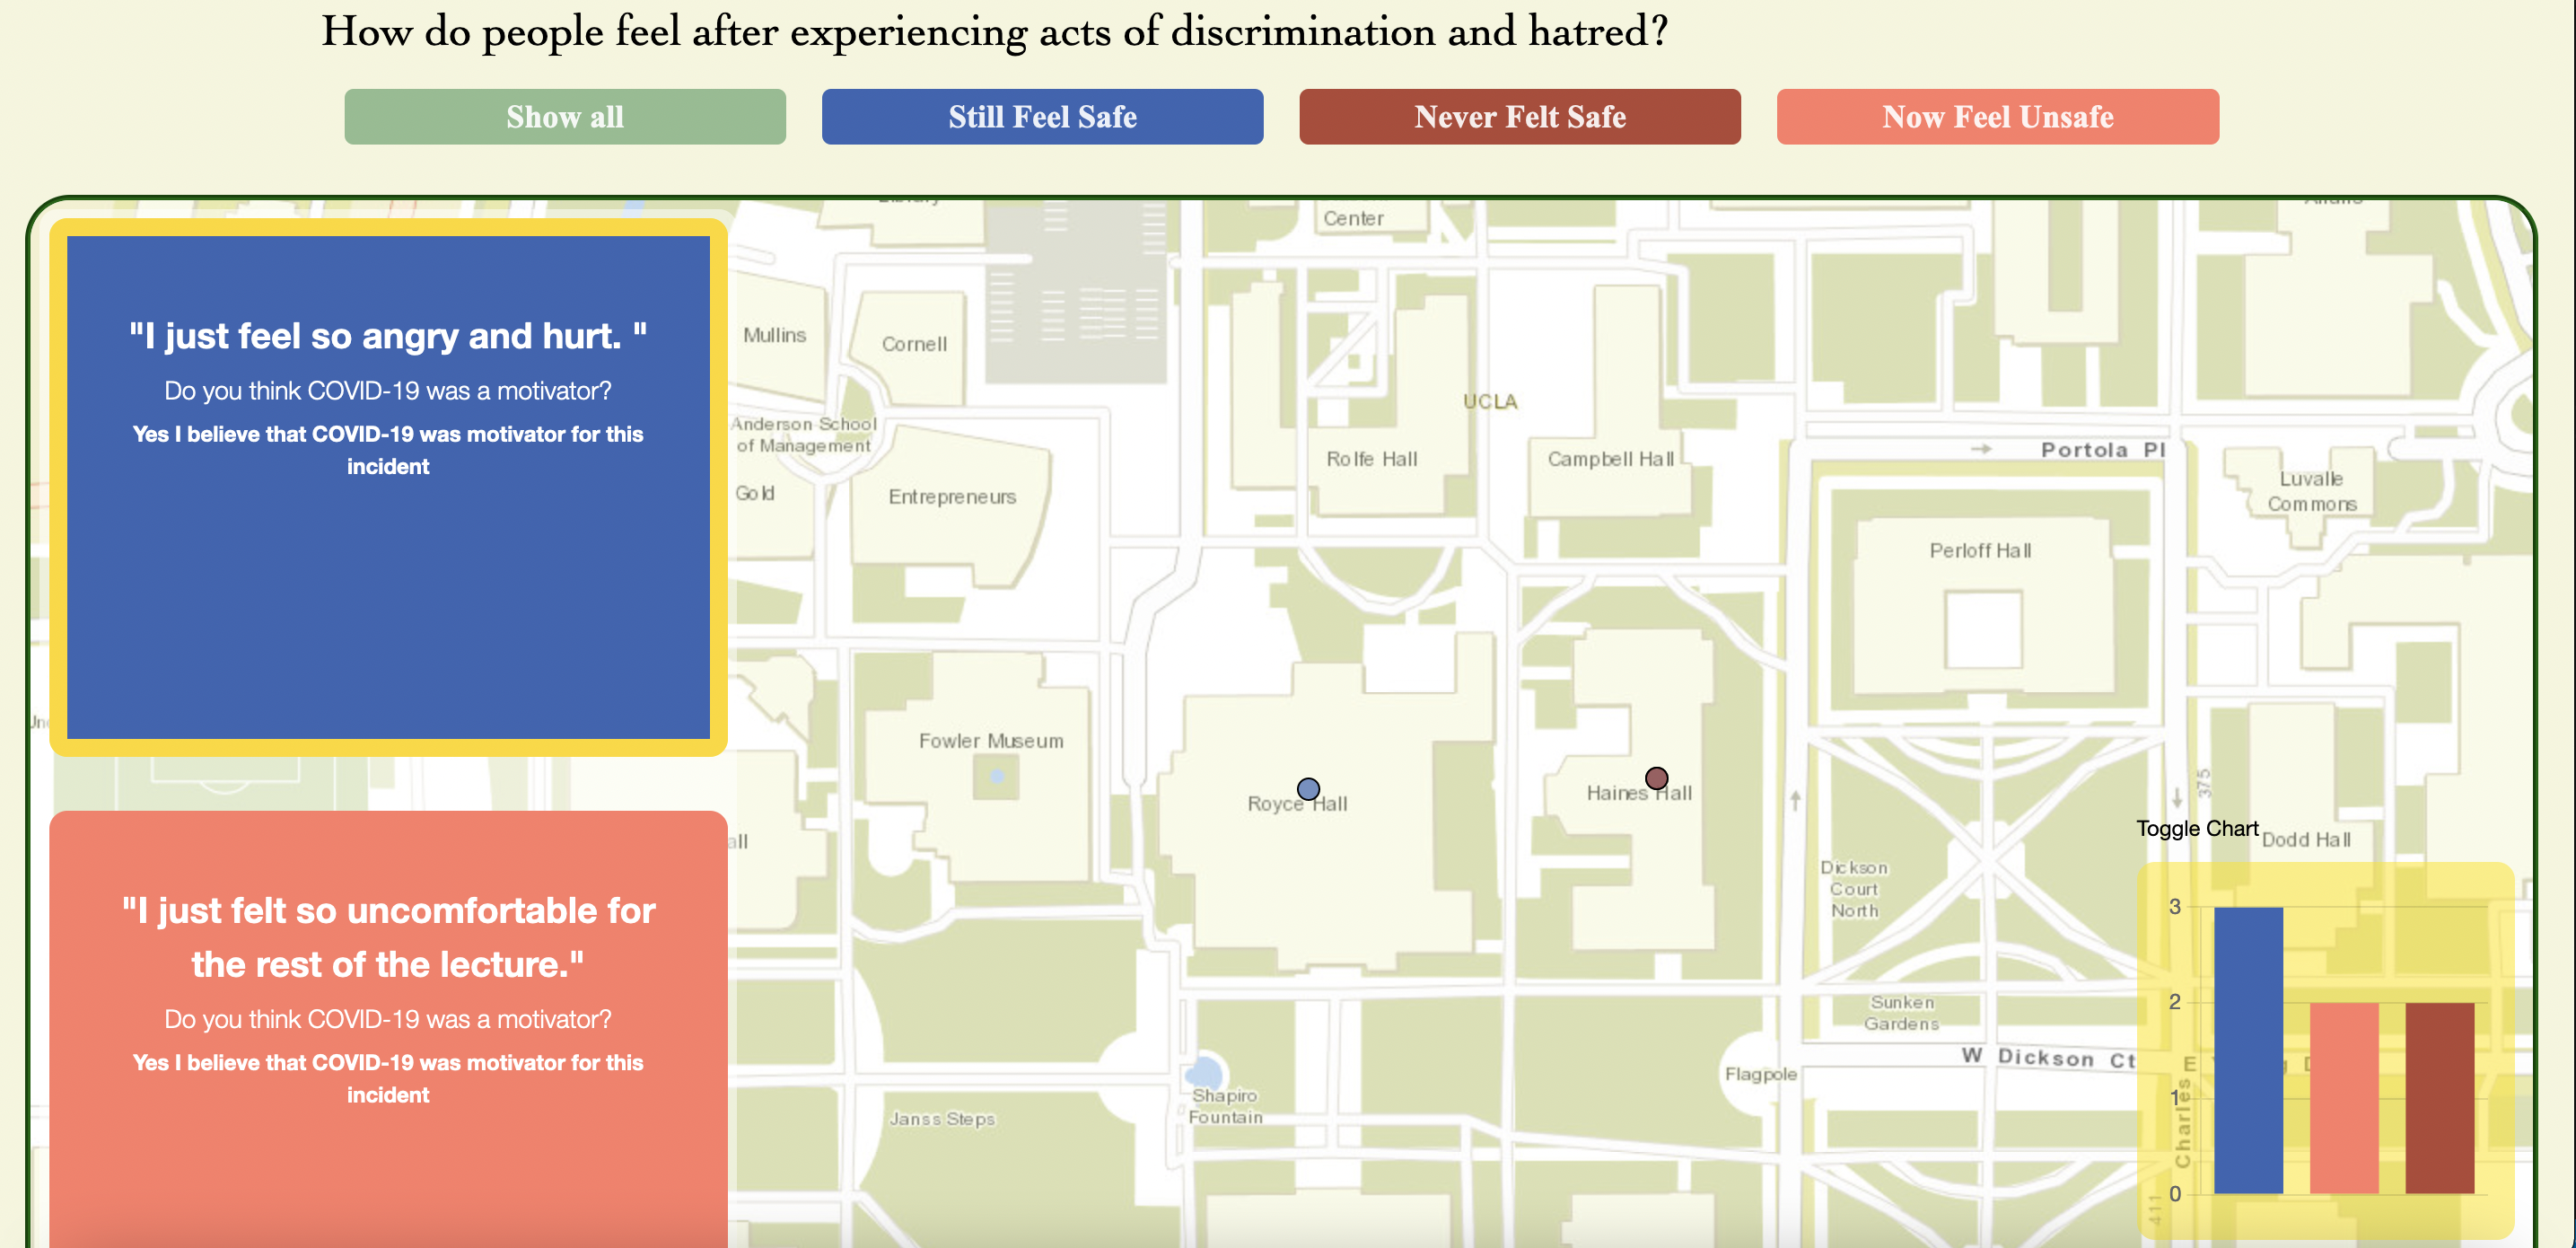 How do people feel after experiencing acts of discrimination and hatred?
Show all
Still Feel Safe
Never Felt Safe
Now Feel Unsafe
"I just feel so angry and hurt. "
Do you think COVID-19 was a motivator?
Yes I believe that COVID-19 was motivator for this
incident
"I just felt so uncomfortable for
the rest of the lecture."
Do you think COVID-19 was a motivator?
Yes I believe that COVID-19 was motivator for this
incident
Library
Center
Mullins
Cornell
UCLA
Anderson School
of Management
Rolfe Hall
Campbell Hall
Portola Pl
Gold
Entrepreneurs
Luvalle
Commons
Perloff Hall
Fowler Museum
Royce Hall
Haines Hall
375
Toggle Chart
Dodd Hall
all
Dickson
Court
North
Sunken
Gardens
W Dickson Ct
Flagpole
Shapiro
Fountain
Janss Steps
Charles E
411
3
2
1
0